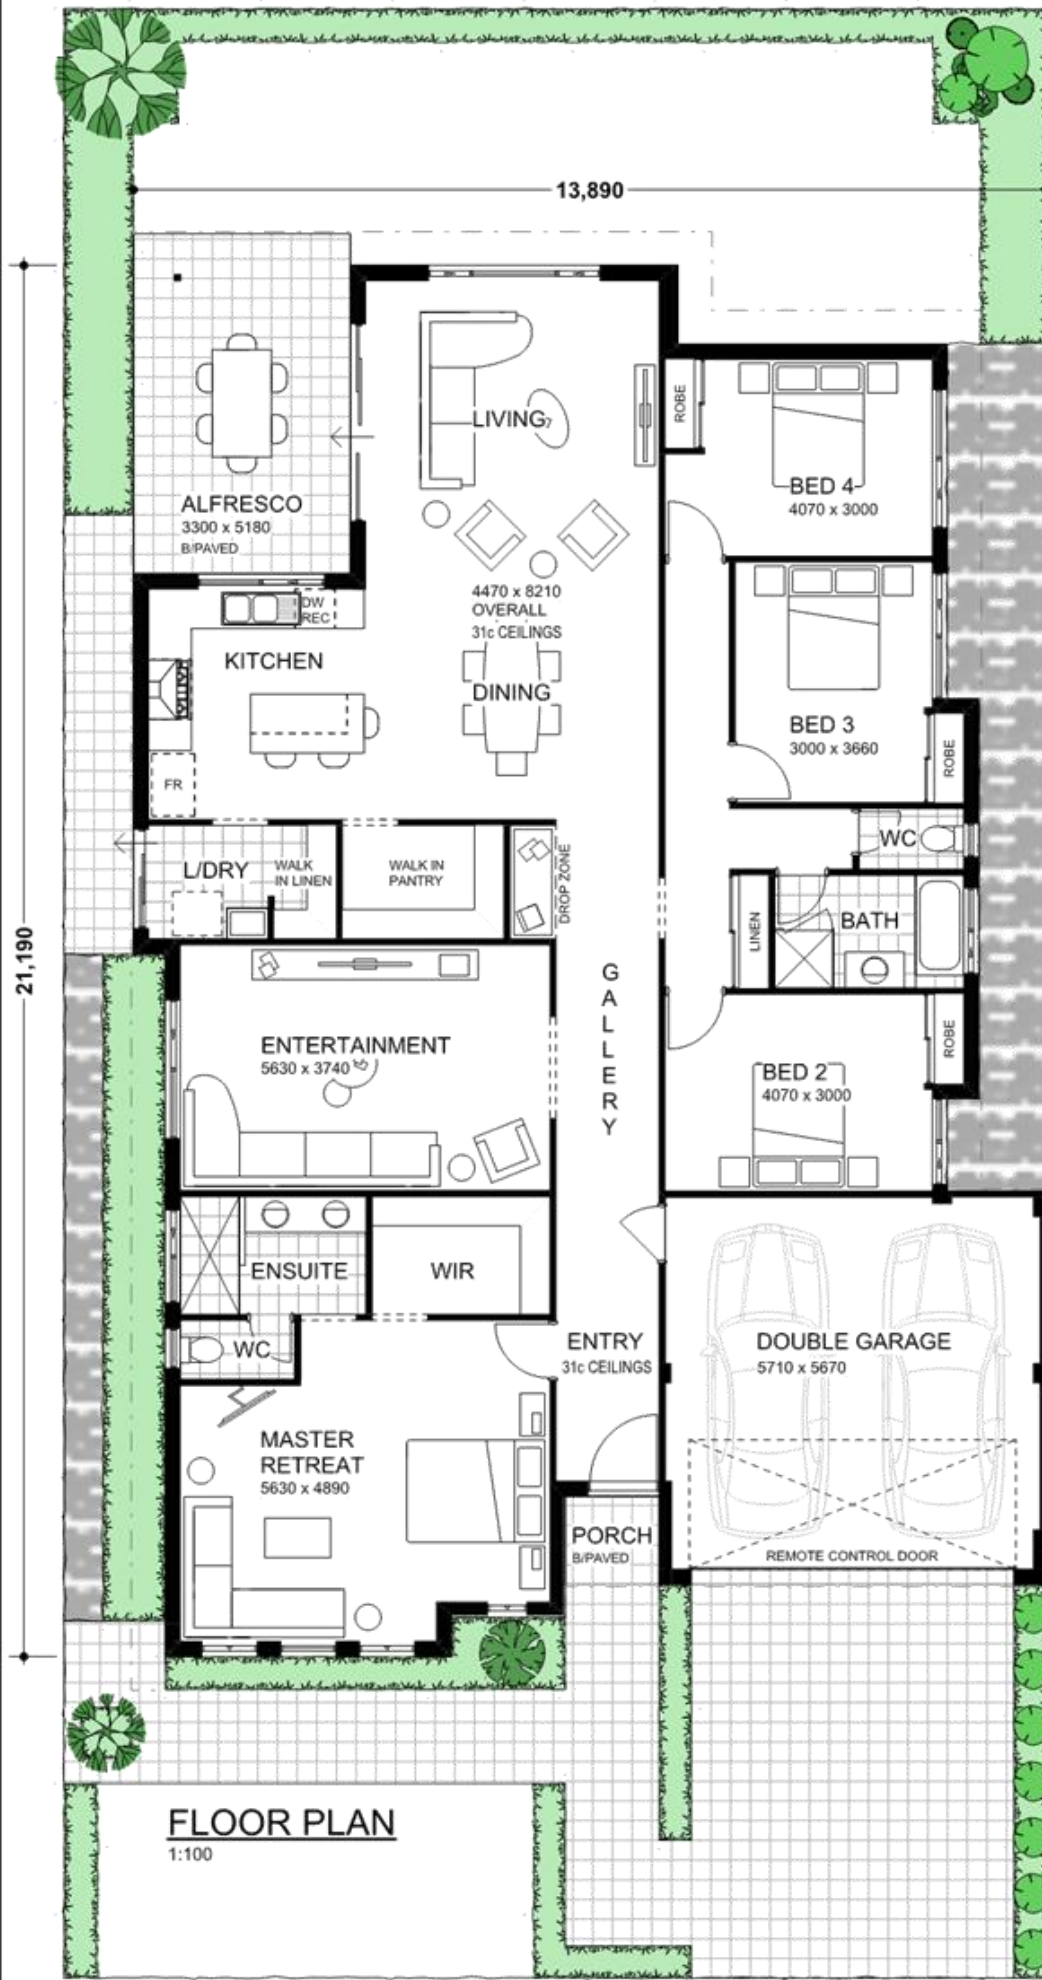 13,890
ROBE
LIVING
BED 4
4070 x 3000
ALFRESCO
3300 x 5180
B/PAVED
4470 x 8210
OVERALL
31c CEILINGS
DW
REC
KITCHEN
DINING
BED 3
3000 x 3660
ROBE
FR
WC
L/DRY
WALK
IN LINEN
WALK IN
PANTRY
DROP ZONE
LINEN
BATH
21,190
GALLERY
ENTERTAINMENT
5630 x 3740
ROBE
BED 2
4070 x 3000
ENSUITE
WIR
WC
ENTRY
31c CEILINGS
DOUBLE GARAGE
5710 x 5670
MASTER
RETREAT
5630 x 4890
PORCH
B/PAVED
REMOTE CONTROL DOOR
FLOOR PLAN
1:100